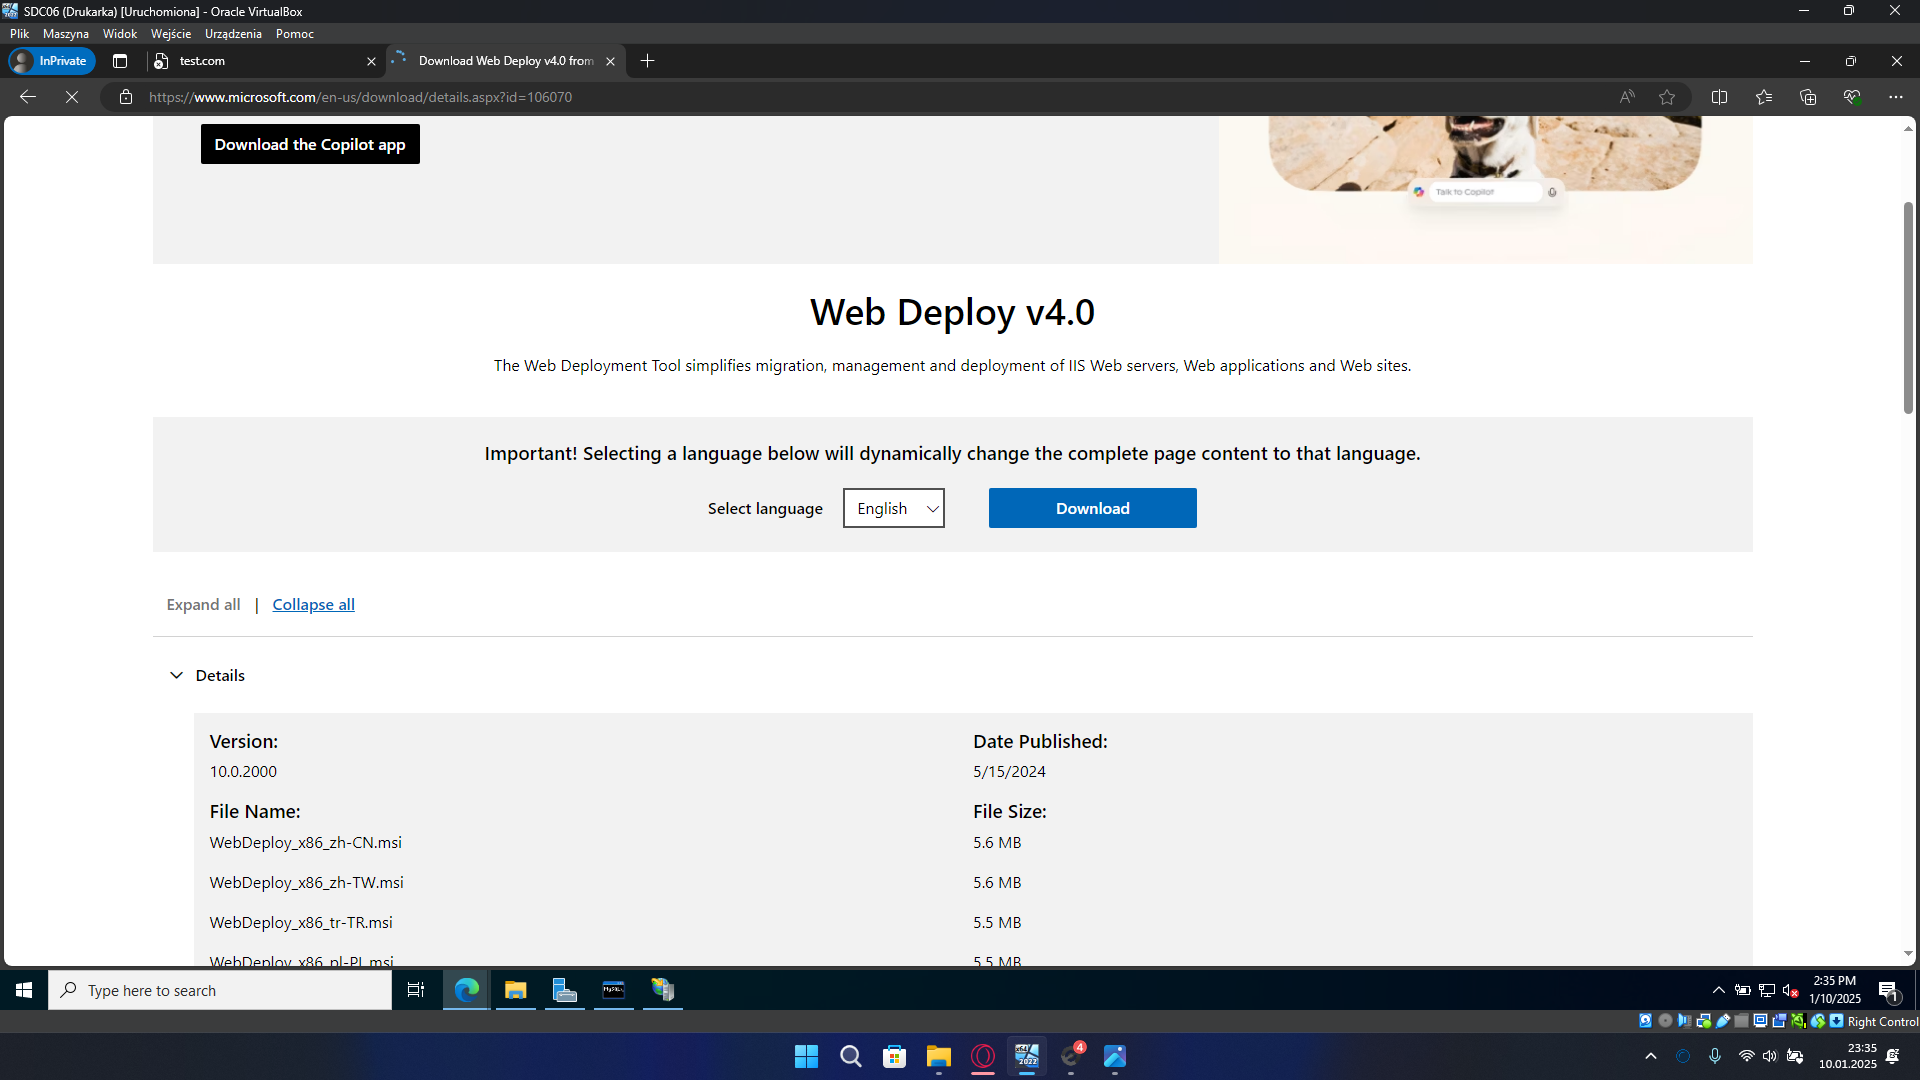 SDC06 (Drukarka) [Uruchomiona] - Oracle VirtualBox
Plik Maszyna Widok Wejście Urządzenia Pomoc
InPrivate test.com Download Web Deploy v4.0 from
https://www.microsoft.com/en-us/download/details.aspx?id=106070
Download the Copilot app
Talk to Copilot
Web Deploy v4.0
The Web Deployment Tool simplifies migration, management and deployment of IIS Web servers, Web applications and Web sites.
Important! Selecting a language below will dynamically change the complete page content to that language.
Select language English Download
Expand all | Collapse all
Details
Version: Date Published:
10.0.2000 5/15/2024
File Name: File Size:
WebDeploy_x86_zh-CN.msi 5.6 MB
WebDeploy_x86_zh-TW.msi 5.6 MB
WebDeploy_x86_tr-TR.msi 5.5 MB
WebDeploy_x86_pl-PL.msi 5.5 MB
Type here to search
2:35 PM
1/10/2025
1
Right Control
4
23:35
10.01.2025